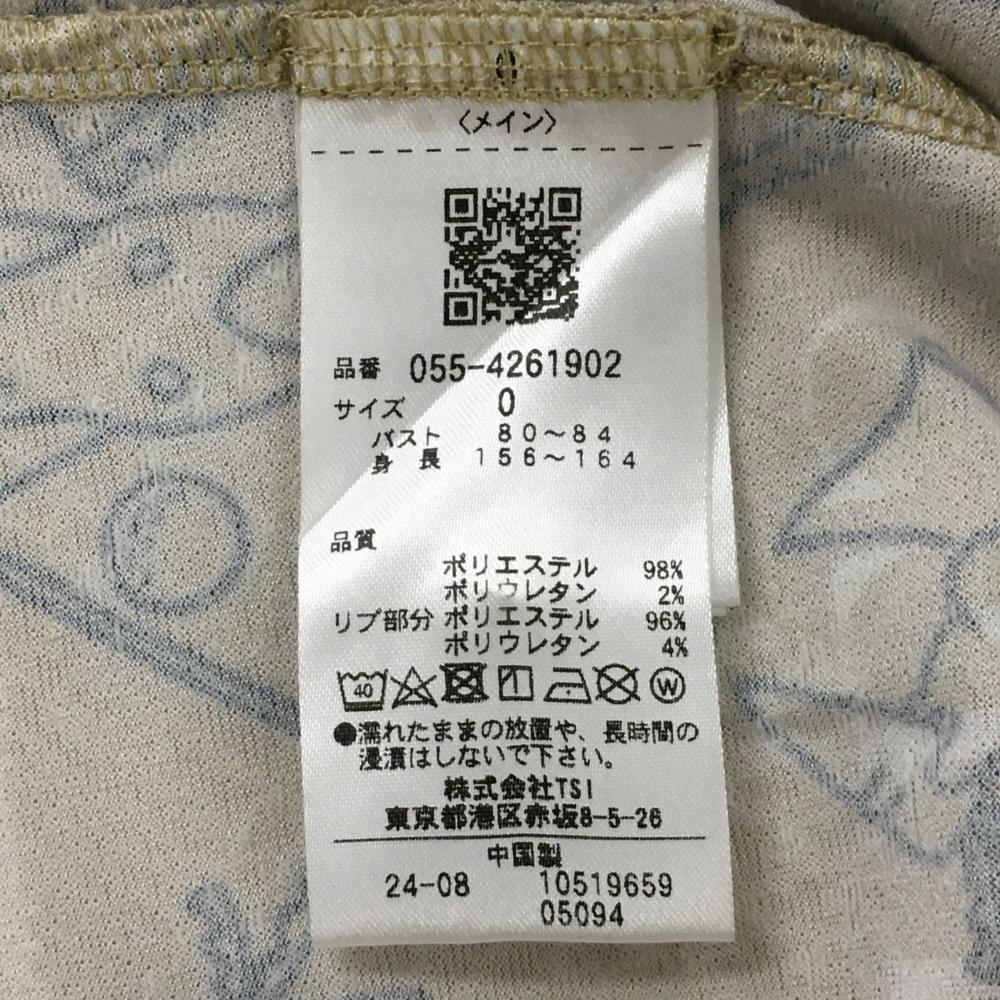 〈メイン〉
品番 055-4261902
サイズ 0
バスト 80～84
身長 156～164
品質
ポリエステル 98%
ポリウレタン 2%
リブ部分 ポリエステル 96%
ポリウレタン 4%
40 W
●濡れたままの放置や、長時間の
浸漬はしないで下さい。
株式会社TSI
東京都港区赤坂8-5-26
中国製
24-08 10519659
05094